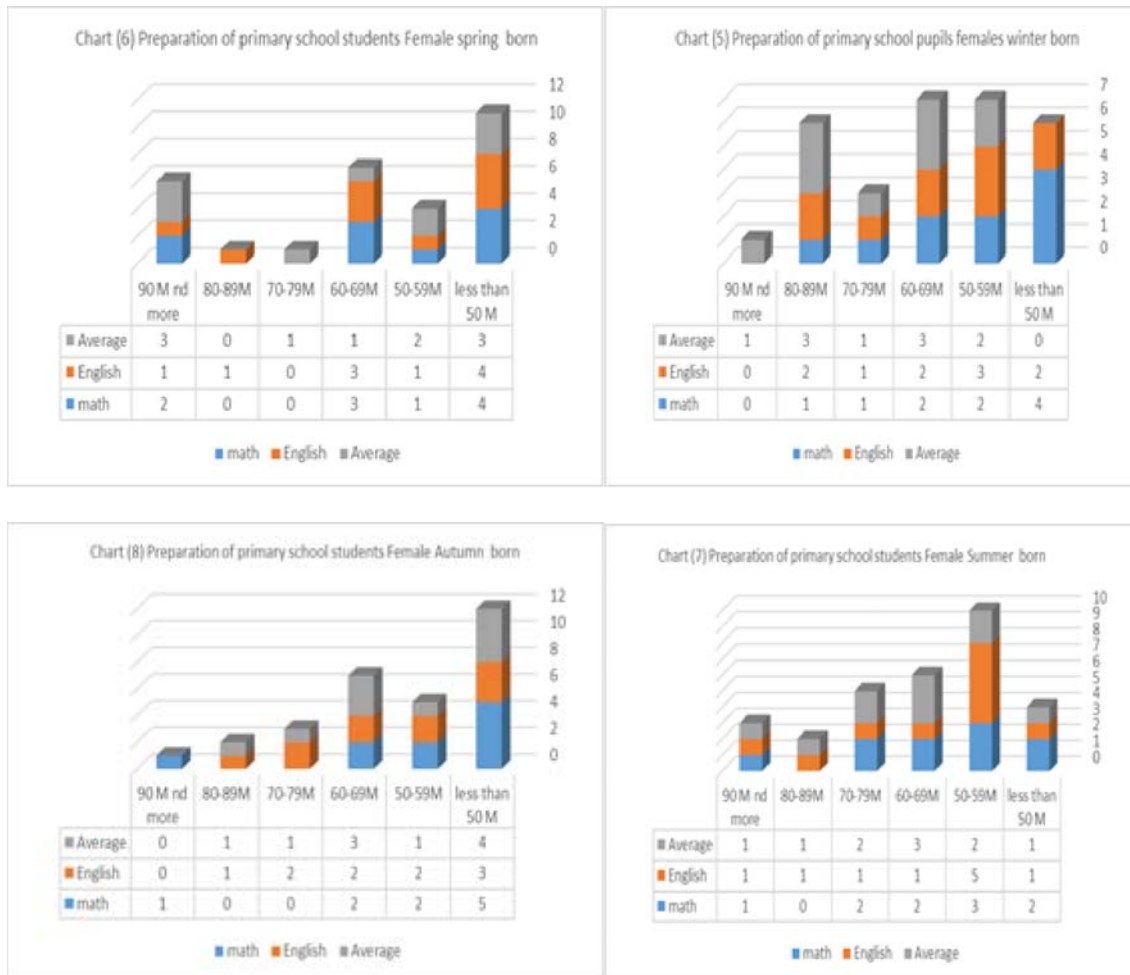 Chart (6) Preparation of primary school students Female spring born
12
10
8
6
4
2
0
90 M nd more 80-89M 70-79M 60-69M 50-59M less than 50 M
Average 3 0 1 1 2 3
English 1 1 0 3 1 4
math 2 0 0 3 1 4
math English Average
Chart (5) Preparation of primary school pupils females winter born
7
6
5
4
3
2
1
0
90 M nd more 80-89M 70-79M 60-69M 50-59M less than 50 M
Average 1 3 1 3 2 0
English 0 2 1 2 3 2
math 0 1 1 2 2 4
math English Average
Chart (8) Preparation of primary school students Female Autumn born
12
10
8
6
4
2
0
90 M nd more 80-89M 70-79M 60-69M 50-59M less than 50 M
Average 0 1 1 3 1 4
English 0 1 2 2 2 3
math 1 0 0 2 2 5
math English Average
Chart (7) Preparation of primary school students Female Summer born
10
9
8
7
6
5
4
3
2
1
0
90 M nd more 80-89M 70-79M 60-69M 50-59M less than 50 M
Average 1 1 2 3 2 1
English 1 1 1 1 5 1
math 1 0 2 2 3 2
math English Average